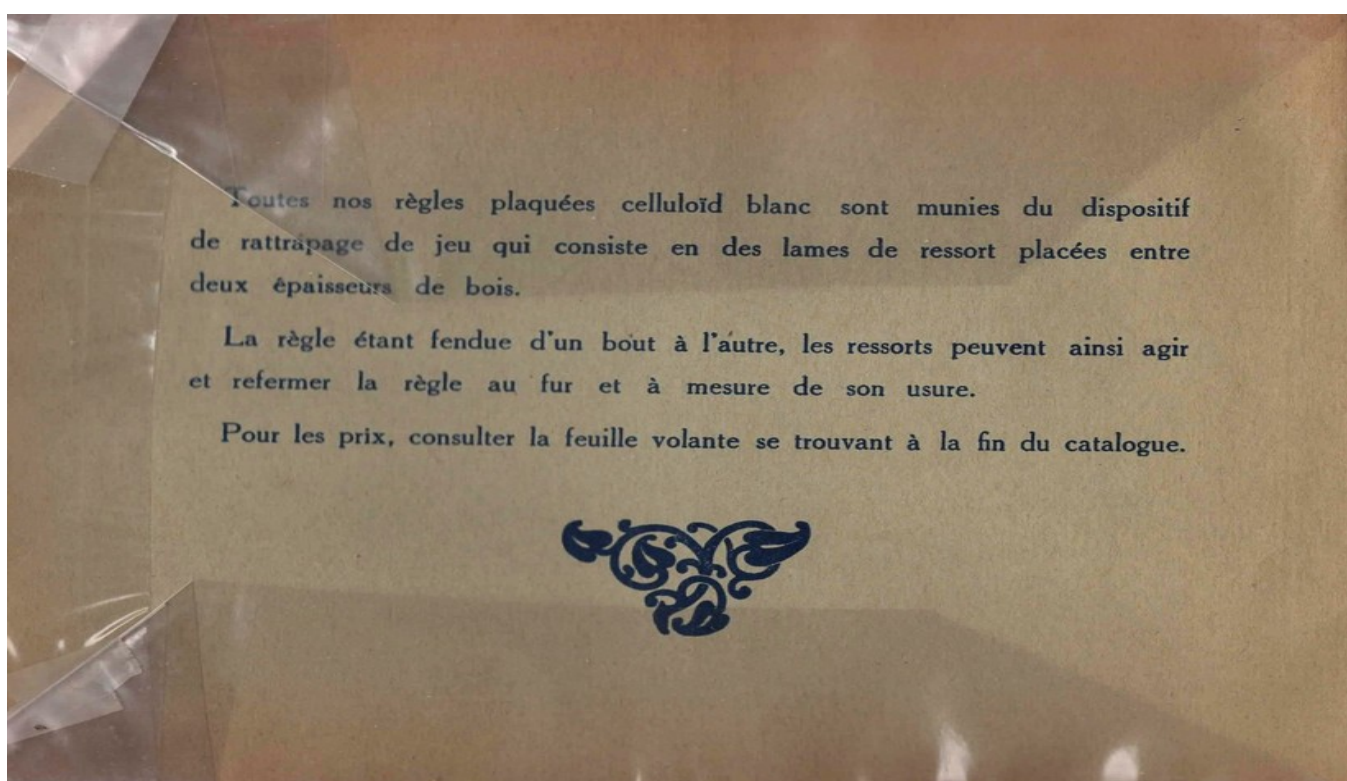 Toutes nos règles plaquées celluloïd blanc sont munies du dispositif
de rattrapage de jeu qui consiste en des lames de ressort placées entre
deux êpaisseurs de bois.
La règle étant fendue d'un bout à l'autre, les ressorts peuvent ainsi agir
et refermer la règle au fur et à mesure de son usure.
Pour les prix, consulter la feuille volante se trouvant à la fin du catalogue.